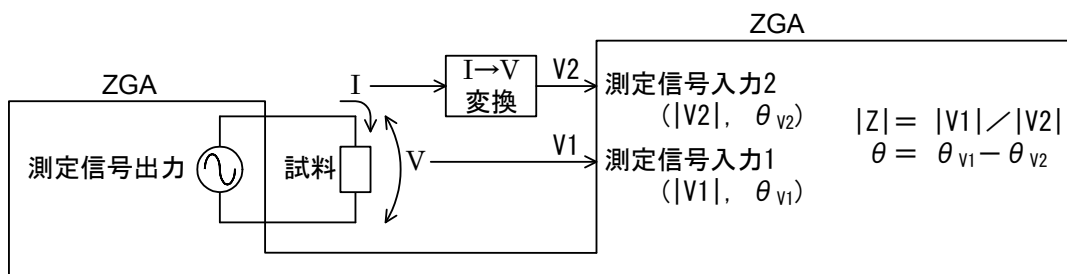 ZGA
ZGA
I
I→V
変換
V2
測定信号入力2
(|V2|, θV2)
|Z|= |V1|/|V2|
θ= θV1-θV2
測定信号出力
試料
V
V1
測定信号入力1
(|V1|, θV1)